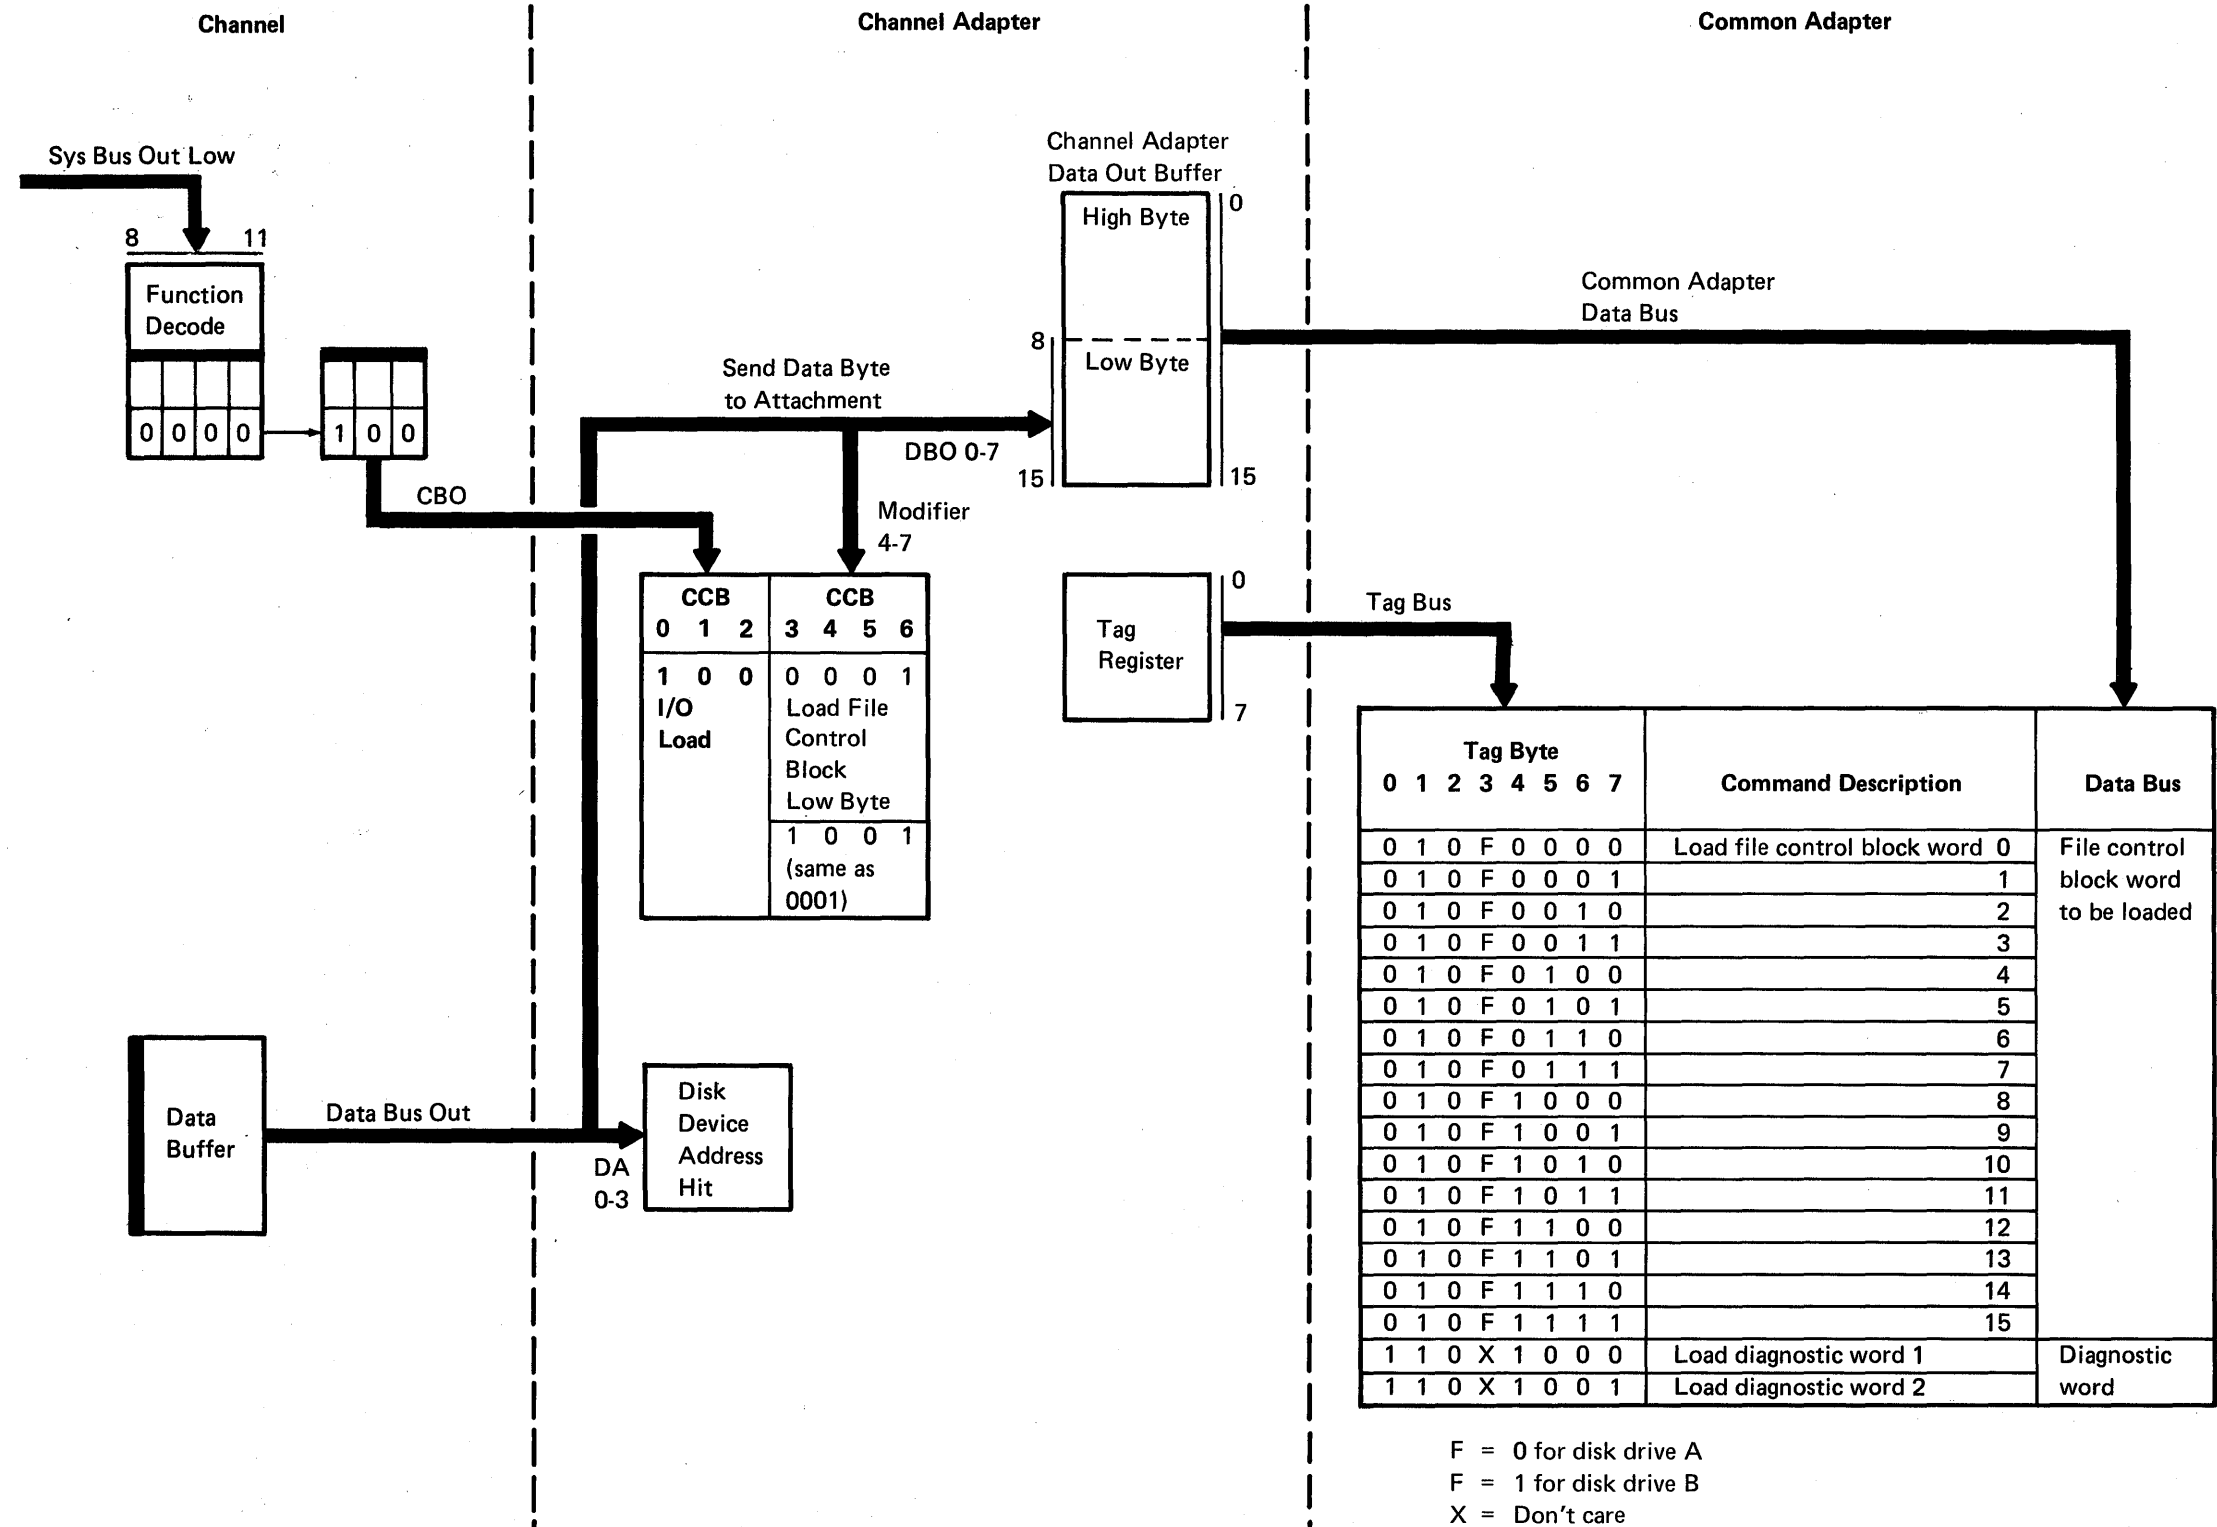 Channel
Channel Adapter
Common Adapter
Sys Bus Out Low
8 11
Function
Decode
0 0 0 0
1 0 0
CBO
Send Data Byte
to Attachment
DBO 0-7
Modifier
4-7
Channel Adapter
Data Out Buffer
High Byte
Low Byte
0
8
15
15
Common Adapter
Data Bus
CCB CCB
0 1 2 3 4 5 6
1 0 0 0 0 0 1
I/O
Load
Load File
Control
Block
Low Byte
1 0 0 1
(same as
0001)
Tag
Register
0
7
Tag Bus
Data
Buffer
Data Bus Out
DA
0-3
Disk
Device
Address
Hit
Tag Byte
0 1 2 3 4 5 6 7 Command Description Data Bus
0 1 0 F 0 0 0 0 Load file control block word 0 File control
0 1 0 F 0 0 0 1 1 block word
0 1 0 F 0 0 1 0 2 to be loaded
0 1 0 F 0 0 1 1 3
0 1 0 F 0 1 0 0 4
0 1 0 F 0 1 0 1 5
0 1 0 F 0 1 1 0 6
0 1 0 F 0 1 1 1 7
0 1 0 F 1 0 0 0 8
0 1 0 F 1 0 0 1 9
0 1 0 F 1 0 1 0 10
0 1 0 F 1 0 1 1 11
0 1 0 F 1 1 0 0 12
0 1 0 F 1 1 0 1 13
0 1 0 F 1 1 1 0 14
0 1 0 F 1 1 1 1 15
1 1 0 X 1 0 0 0 Load diagnostic word 1 Diagnostic
1 1 0 X 1 0 0 1 Load diagnostic word 2 word
F = 0 for disk drive A
F = 1 for disk drive B
X = Don't care